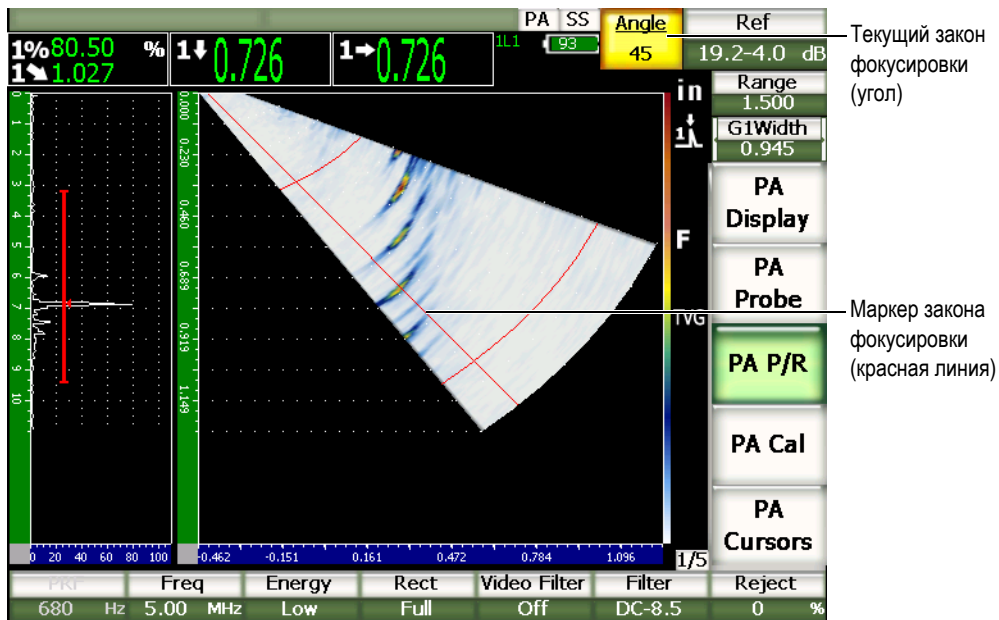 PA SS
Angle
45
Ref
19.2-4.0 dB
1% 80.50 %
1 1.027
1 0.726
1 0.726
1L1
93
in
Range
1.500
G1Width
0.945
1
PA
Display
F
PA
Probe
TVG
PA P/R
PA Cal
PA
Cursors
0 1 2 3 4 5 6 7 8 9 10
0.000 0.230 0.460 0.689 0.919 1.149
0 20 40 60 80 100
-0.462 -0.151 0.161 0.472 0.784 1.096
1/5
PRF
680 Hz
Freq
5.00 MHz
Energy
Low
Rect
Full
Video Filter
Off
Filter
DC-8.5
Reject
0 %
Текущий закон
фокусировки
(угол)
Маркер закона
фокусировки
(красная линия)